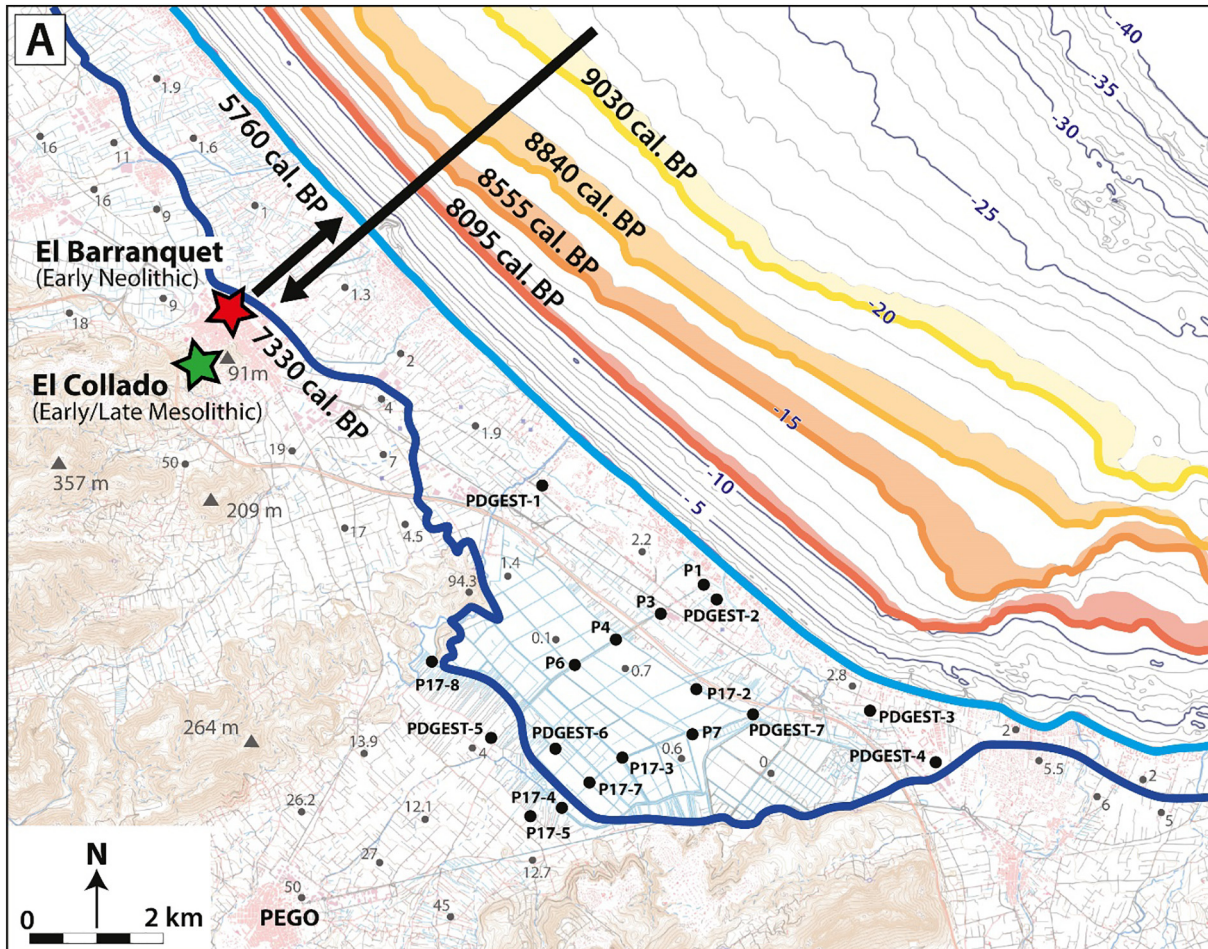 A
-40
-35
-30
-25
-20
-15
-10
-5
9030 cal. BP
8840 cal. BP
8555 cal. BP
8095 cal. BP
5760 cal. BP
7330 cal. BP
1.9
16
11
1.6
16
9
1
El Barranquet
(Early Neolithic)
9
1.3
18
El Collado
(Early/Late Mesolithic)
91m
2
4
1.9
7
19
50
357 m
209 m
17
4.5
PDGEST-1
2.2
1.4
94.3
P1
PDGEST-2
P3
P4
0.1
0.7
P6
P17-8
P17-2
2.8
PDGEST-3
PDGEST-7
P7
264 m
13.9
PDGEST-5
4
PDGEST-6
P17-3
0.6
0
PDGEST-4
2
5.5
2
6
5
P17-7
P17-4
P17-5
26.2
12.1
12.7
27
50
45
PEGO
N
0
2 km